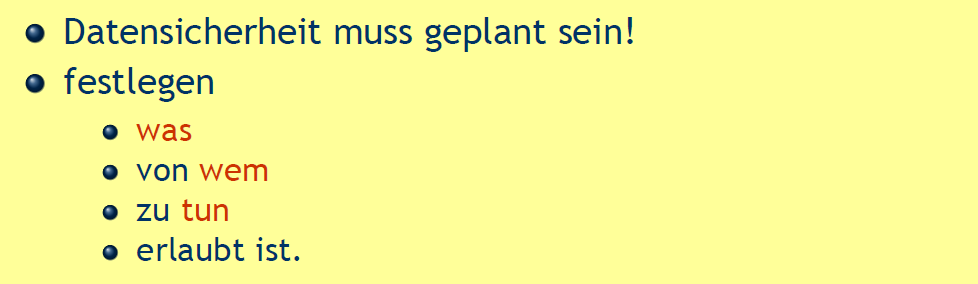 Datensicherheit muss geplant sein!
festlegen
was
von wem
zu tun
erlaubt ist.